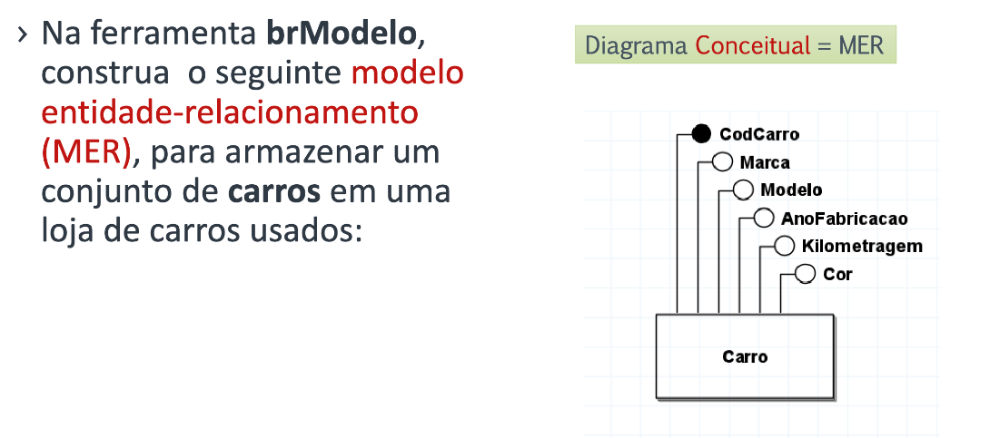 › Na ferramenta brModelo,
construa o seguinte modelo
entidade-relacionamento
(MER), para armazenar um
conjunto de carros em uma
loja de carros usados:
Diagrama Conceitual = MER
CodCarro
Marca
Modelo
AnoFabricacao
Kilometragem
Cor
Carro